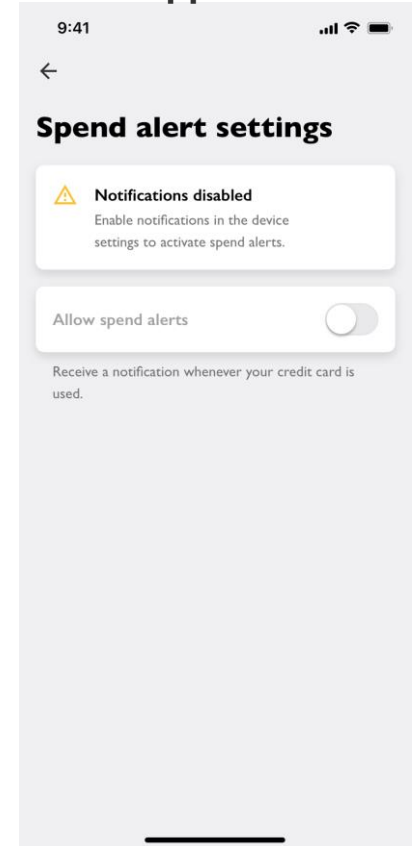 9:41
Spend alert settings
Notifications disabled
Enable notifications in the device
settings to activate spend alerts.
Allow spend alerts
Receive a notification whenever your credit card is
used.